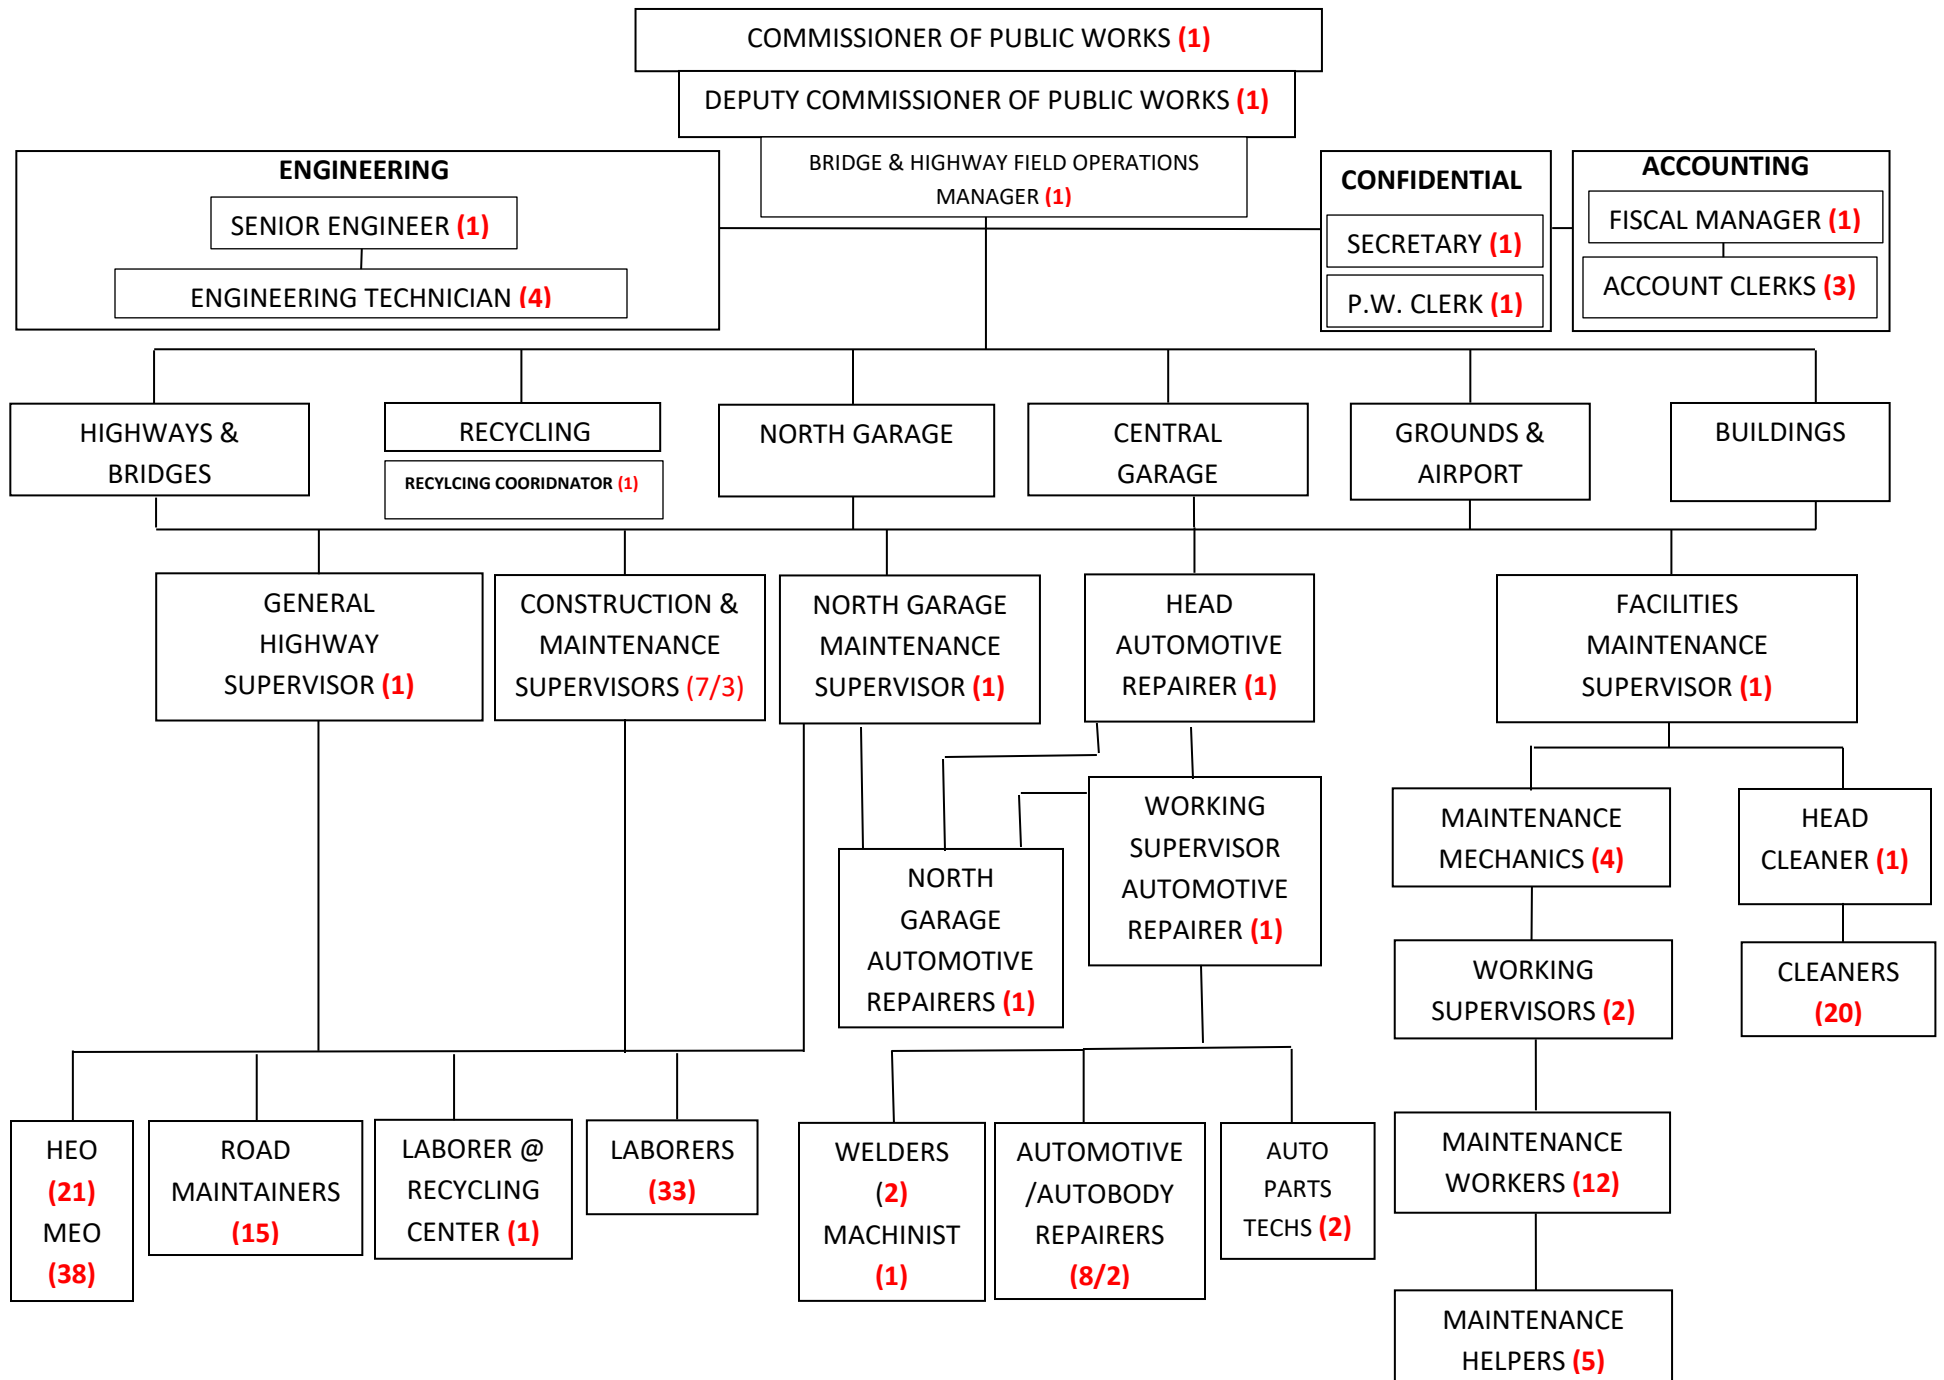 COMMISSIONER OF PUBLIC WORKS (1)
DEPUTY COMMISSIONER OF PUBLIC WORKS (1)
BRIDGE & HIGHWAY FIELD OPERATIONS
MANAGER (1)
ENGINEERING
SENIOR ENGINEER (1)
ENGINEERING TECHNICIAN (4)
CONFIDENTIAL
SECRETARY (1)
P.W. CLERK (1)
ACCOUNTING
FISCAL MANAGER (1)
ACCOUNT CLERKS (3)
HIGHWAYS &
BRIDGES
RECYCLING
RECYLCING COORIDNATOR (1)
NORTH GARAGE
CENTRAL
GARAGE
GROUNDS &
AIRPORT
BUILDINGS
GENERAL
HIGHWAY
SUPERVISOR (1)
CONSTRUCTION &
MAINTENANCE
SUPERVISORS (7/3)
NORTH GARAGE
MAINTENANCE
SUPERVISOR (1)
HEAD
AUTOMOTIVE
REPAIRER (1)
FACILITIES
MAINTENANCE
SUPERVISOR (1)
NORTH
GARAGE
AUTOMOTIVE
REPAIRERS (1)
WORKING
SUPERVISOR
AUTOMOTIVE
REPAIRER (1)
MAINTENANCE
MECHANICS (4)
HEAD
CLEANER (1)
WORKING
SUPERVISORS (2)
CLEANERS
(20)
HEO
(21)
MEO
(38)
ROAD
MAINTAINERS
(15)
LABORER @
RECYCLING
CENTER (1)
LABORERS
(33)
WELDERS
(2)
MACHINIST
(1)
AUTOMOTIVE
/AUTOBODY
REPAIRERS
(8/2)
AUTO
PARTS
TECHS (2)
MAINTENANCE
WORKERS (12)
MAINTENANCE
HELPERS (5)